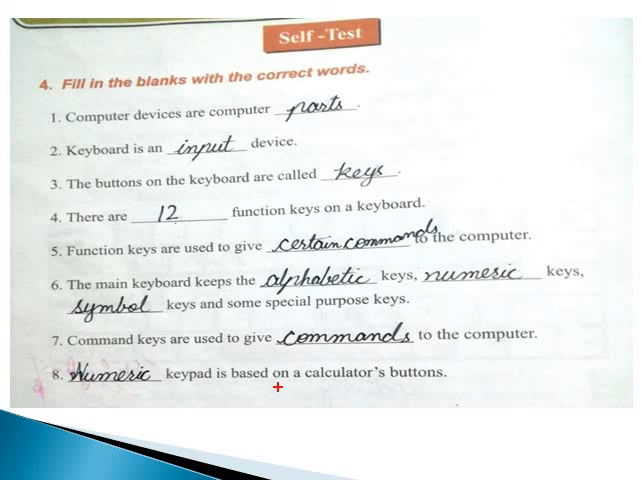 Self -Test
4. Fill in the blanks with the correct words.
1. Computer devices are computer parts.
2. Keyboard is an input device.
3. The buttons on the keyboard are called keys.
4. There are 12 function keys on a keyboard.
5. Function keys are used to give certain commands to the computer.
6. The main keyboard keeps the alphabetic keys, numeric keys,
symbol keys and some special purpose keys.
7. Command keys are used to give commands to the computer.
8. Numeric keypad is based on a calculator's buttons.